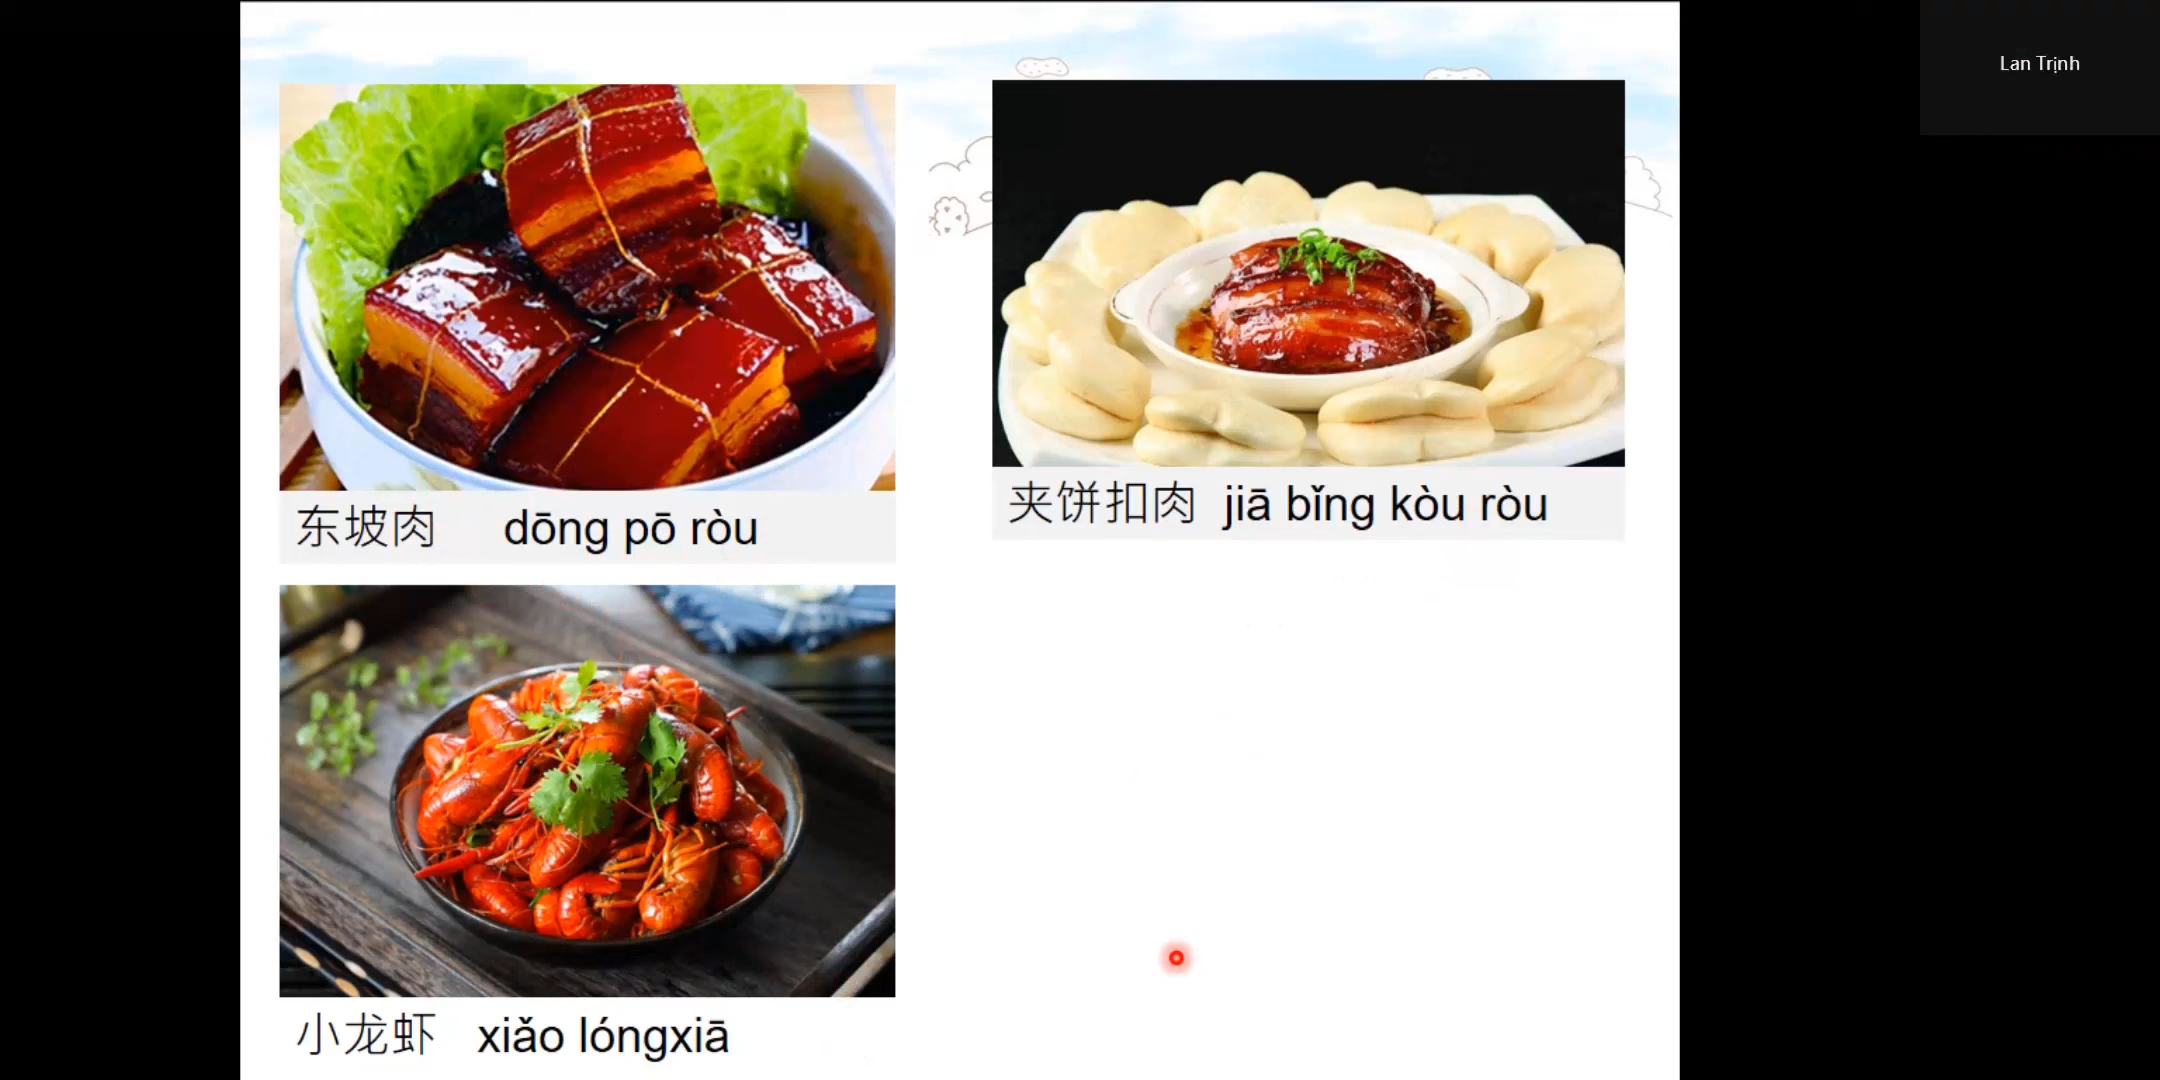 Lan Trịnh
东坡肉 dōng pō ròu
夹饼扣肉 jiā bǐng kòu ròu
小龙虾 xiǎo lóngxiā